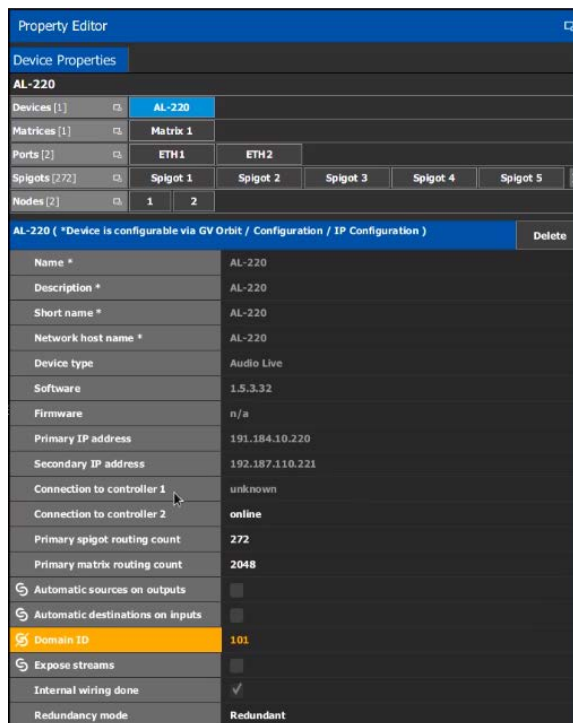 Property Editor
Device Properties
AL-220
Devices [1] AL-220
Matrices [1] Matrix 1
Ports [2] ETH1 ETH2
Spigots [272] Spigot 1 Spigot 2 Spigot 3 Spigot 4 Spigot 5
Nodes [2] 1 2
AL-220 ( *Device is configurable via GV Orbit / Configuration / IP Configuration ) Delete
Name * AL-220
Description * AL-220
Short name * AL-220
Network host name * AL-220
Device type Audio Live
Software 1.5.3.32
Firmware n/a
Primary IP address 191.184.10.220
Secondary IP address 192.187.110.221
Connection to controller 1 unknown
Connection to controller 2 online
Primary spigot routing count 272
Primary matrix routing count 2048
Automatic sources on outputs
Automatic destinations on inputs
Domain ID 101
Expose streams
Internal wiring done
Redundancy mode Redundant